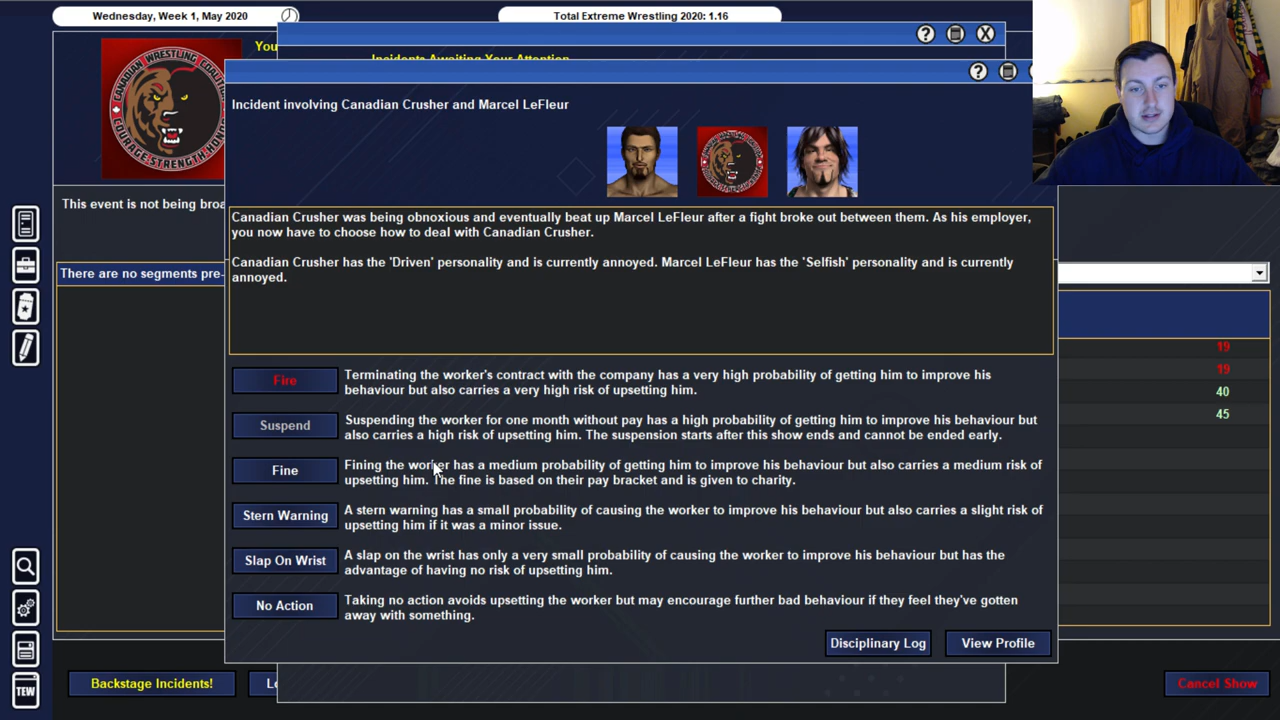 Wednesday, Week 1, May 2020
Total Extreme Wrestling 2020: 1.16
You
Incidents Awaiting Your Attention
CANADIAN WRESTLING COALITION
COURAGE STRENGTH HONOR
Incident involving Canadian Crusher and Marcel LeFleur
This event is not being broa
Canadian Crusher was being obnoxious and eventually beat up Marcel LeFleur after a fight broke out between them. As his employer,
you now have to choose how to deal with Canadian Crusher.
Canadian Crusher has the 'Driven' personality and is currently annoyed. Marcel LeFleur has the 'Selfish' personality and is currently
annoyed.
There are no segments pre-
19
19
40
45
Fire
Terminating the worker's contract with the company has a very high probability of getting him to improve his
behaviour but also carries a very high risk of upsetting him.
Suspend
Suspending the worker for one month without pay has a high probability of getting him to improve his behaviour but
also carries a high risk of upsetting him. The suspension starts after this show ends and cannot be ended early.
Fine
Fining the worker has a medium probability of getting him to improve his behaviour but also carries a medium risk of
upsetting him. The fine is based on their pay bracket and is given to charity.
Stern Warning
A stern warning has a small probability of causing the worker to improve his behaviour but also carries a slight risk of
upsetting him if it was a minor issue.
Slap On Wrist
A slap on the wrist has only a very small probability of causing the worker to improve his behaviour but has the
advantage of having no risk of upsetting him.
No Action
Taking no action avoids upsetting the worker but may encourage further bad behaviour if they feel they've gotten
away with something.
Disciplinary Log
View Profile
TEW
Backstage Incidents!
Lo
Cancel Show